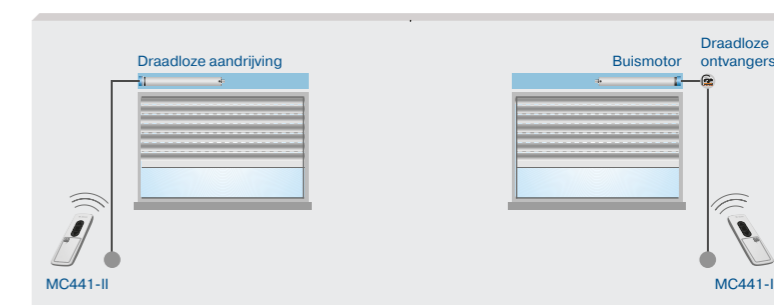 Draadloze aandrijving
Buismotor
Draadloze
ontvangers
MC441-II
MC441-I